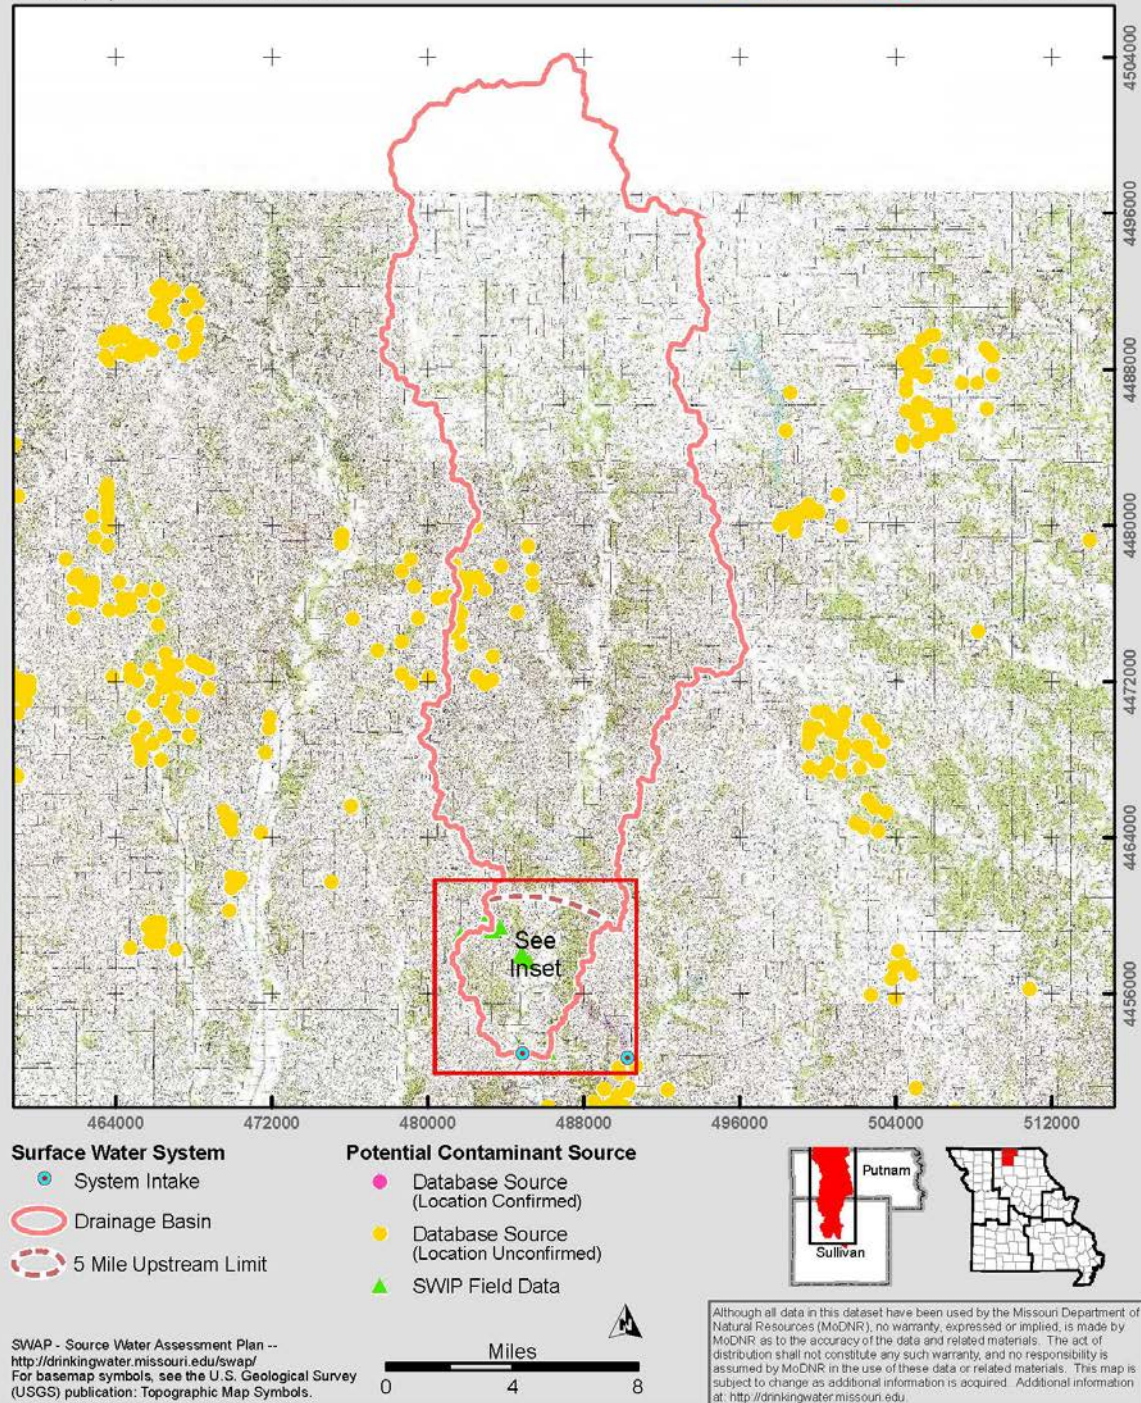 4504000
4496000
4488000
4480000
4472000
4464000
4456000
See
Inset
464000 472000 480000 488000 496000 504000 512000
Surface Water System
System Intake
Drainage Basin
5 Mile Upstream Limit
Potential Contaminant Source
Database Source
(Location Confirmed)
Database Source
(Location Unconfirmed)
SWIP Field Data
Putnam
Sullivan
SWAP - Source Water Assessment Plan --
http://drinkingwater.missouri.edu/swap/
For basemap symbols, see the U.S. Geological Survey
(USGS) publication: Topographic Map Symbols.
Miles
0 4 8
N
Although all data in this dataset have been used by the Missouri Department of
Natural Resources (MoDNR), no warranty, expressed or implied, is made by
MoDNR as to the accuracy of the data and related materials. The act of
distribution shall not constitute any such warranty, and no responsibility is
assumed by MoDNR in the use of these data or related materials. This map is
subject to change as additional information is acquired. Additional information
at: http://drinkingwater.missouri.edu.